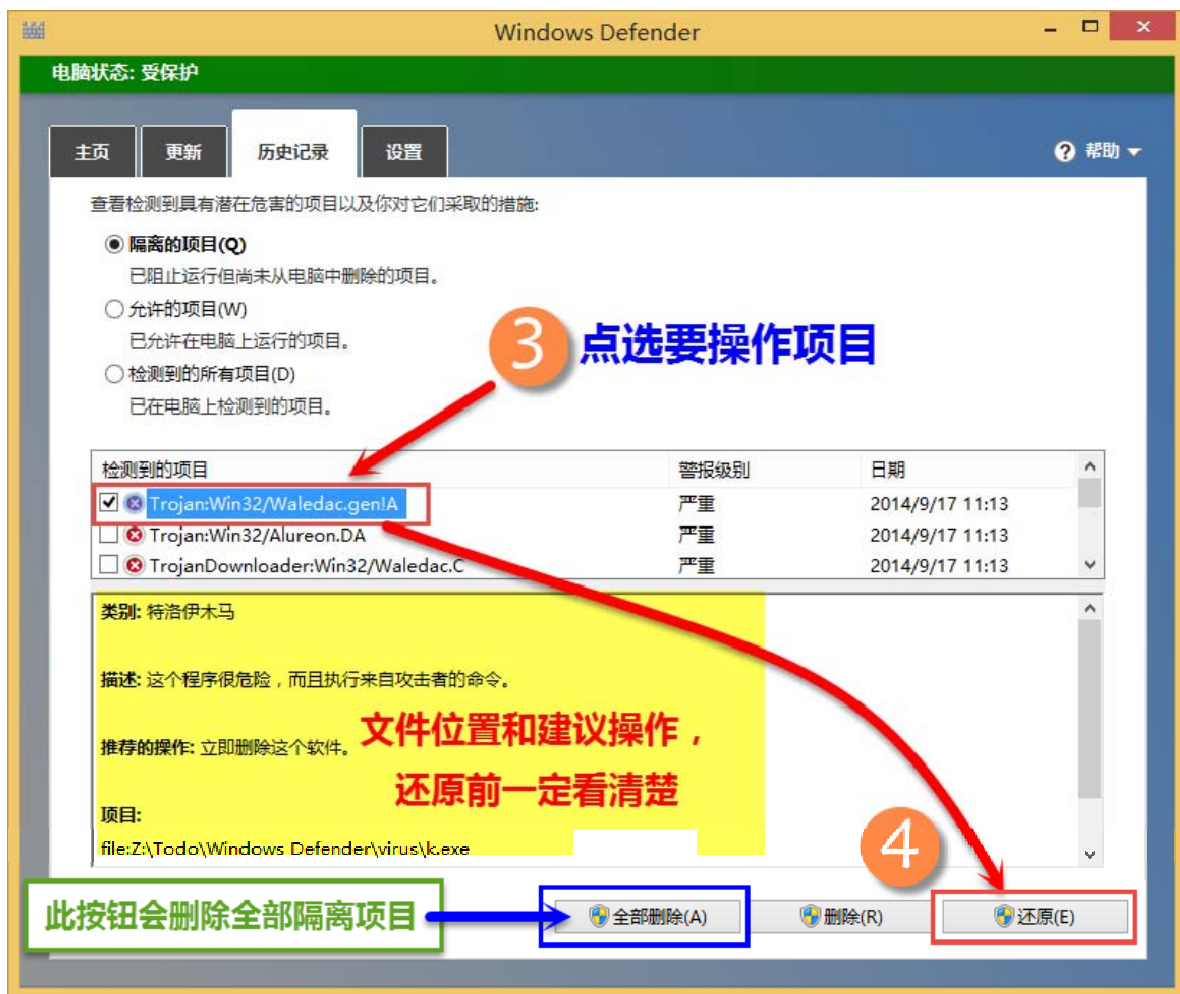 Windows Defender
电脑状态: 受保护
主页
更新
历史记录
设置
帮助
查看检测到具有潜在危害的项目以及你对它们采取的措施:
隔离的项目(Q)
已阻止运行但尚未从电脑中删除的项目。
允许的项目(W)
已允许在电脑上运行的项目。
检测到的所有项目(D)
已在电脑上检测到的项目。
3 点选要操作项目
检测到的项目 警报级别 日期
Trojan:Win32/Waledac.gen!A 严重 2014/9/17 11:13
Trojan:Win32/Alureon.DA 严重 2014/9/17 11:13
TrojanDownloader:Win32/Waledac.C 严重 2014/9/17 11:13
类别: 特洛伊木马
描述: 这个程序很危险，而且执行来自攻击者的命令。
推荐的操作: 立即删除这个软件。
文件位置和建议操作，
还原前一定看清楚
项目:
file:Z:\Todo\Windows Defender\virus\k.exe
4
此按钮会删除全部隔离项目
全部删除(A)
删除(R)
还原(E)